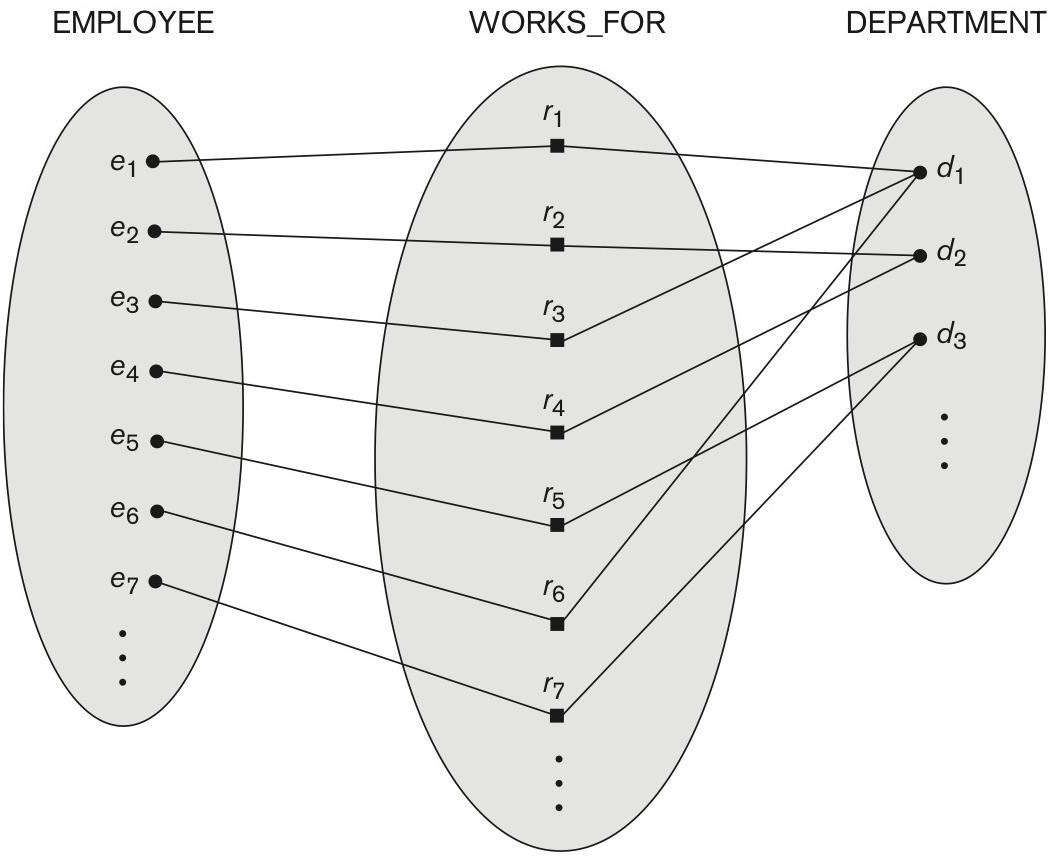 EMPLOYEE WORKS_FOR DEPARTMENT
r1
e1 d1
r2
e2 d2
e3 r3 d3
e4 r4
e5 r5
e6 r6
e7 r7